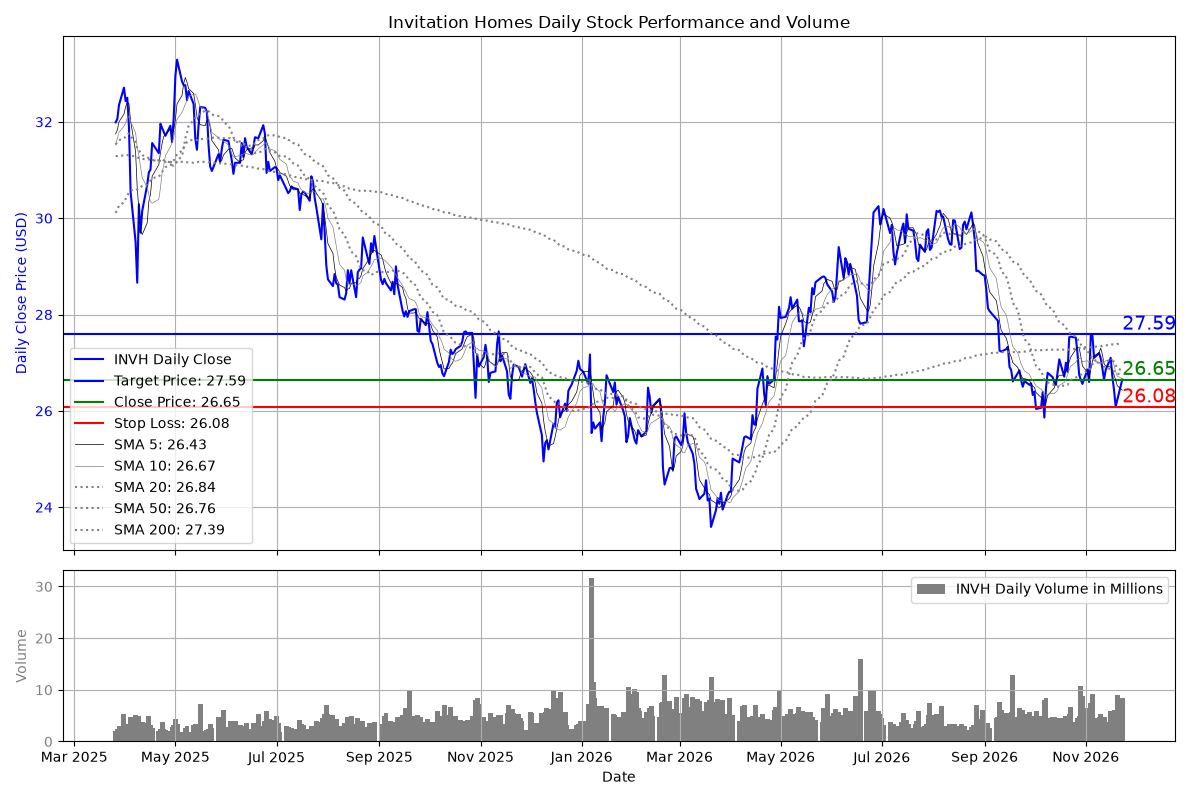 Invitation Homes Daily Stock Performance and Volume
Daily Close Price (USD)
32
30
28
26
24
27.59
26.65
26.08
INVH Daily Close
Target Price: 27.59
Close Price: 26.65
Stop Loss: 26.08
SMA 5: 26.43
SMA 10: 26.67
SMA 20: 26.84
SMA 50: 26.76
SMA 200: 27.39
Volume
30
20
10
0
INVH Daily Volume in Millions
Mar 2025
May 2025
Jul 2025
Sep 2025
Nov 2025
Jan 2026
Mar 2026
May 2026
Jul 2026
Sep 2026
Nov 2026
Date